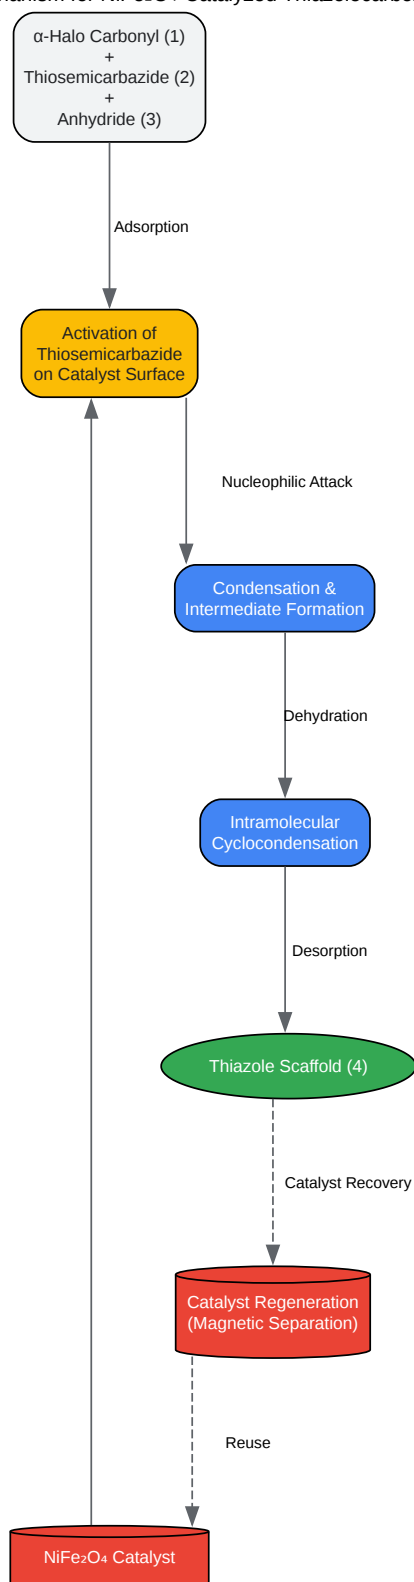 α-Halo Carbonyl (1)
+
Thiosemicarbazide (2)
+
Anhydride (3)
Adsorption
Activation of
Thiosemicarbazide
on Catalyst Surface
Nucleophilic Attack
Condensation &
Intermediate Formation
Dehydration
Intramolecular
Cyclocondensation
Desorption
Thiazole Scaffold (4)
Catalyst Recovery
Catalyst Regeneration
(Magnetic Separation)
Reuse
NiFe₂O₄ Catalyst